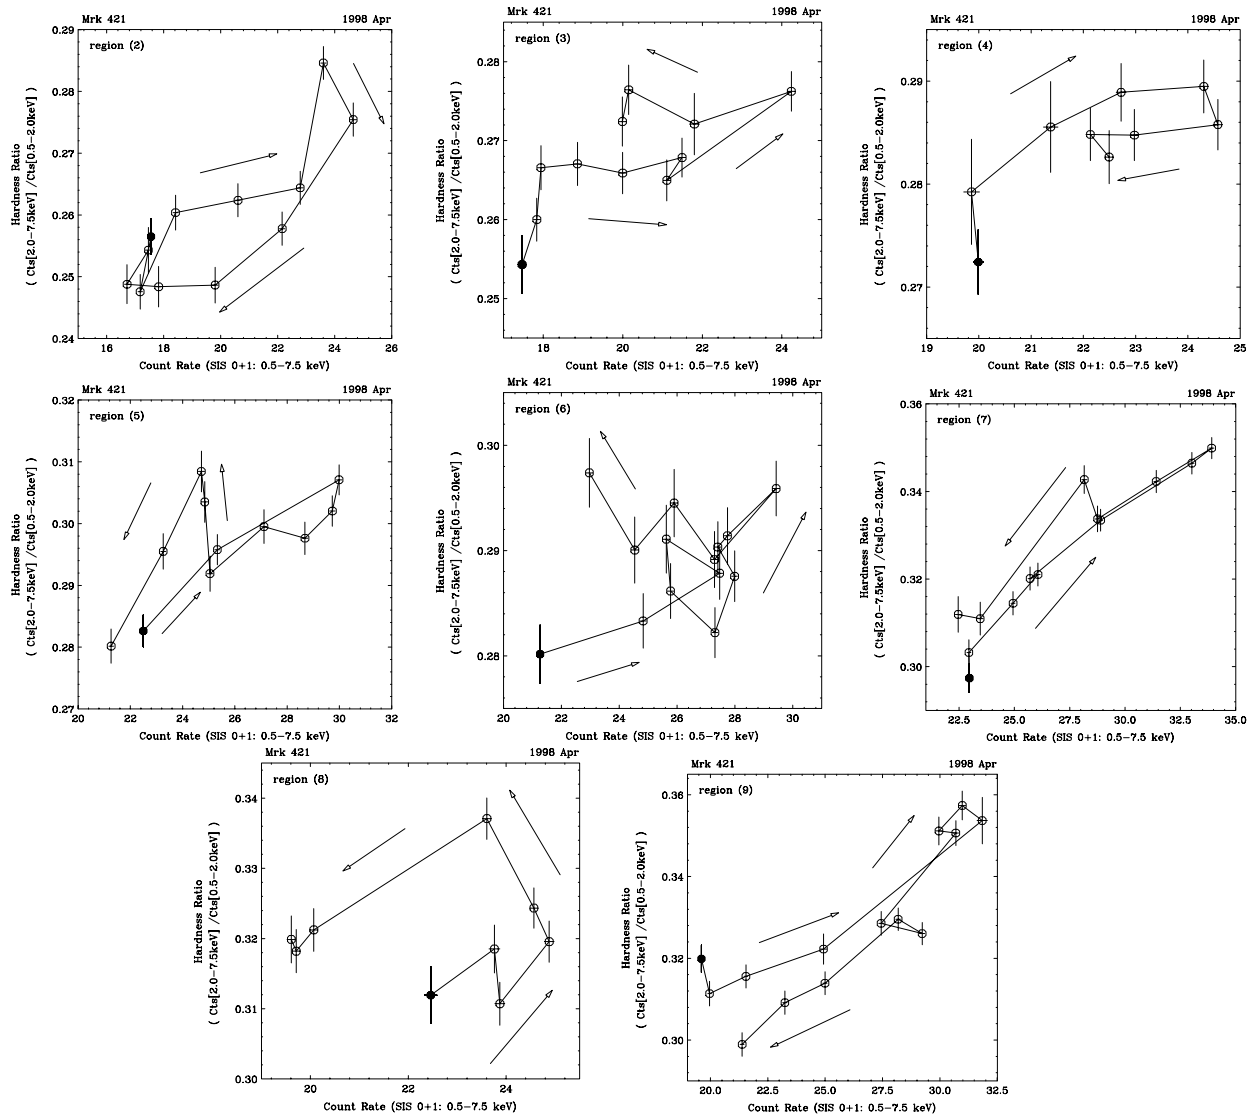 Mrk 421 1998 Apr
region (2)
0.29
0.28
0.27
0.26
0.25
0.24
16 18 20 22 24 26
Hardness Ratio
( Cts[2.0-7.5keV] /Cts[0.5-2.0keV] )
Count Rate (SIS 0+1: 0.5-7.5 keV)
Mrk 421 1998 Apr
region (3)
0.28
0.27
0.26
0.25
18 20 22 24
Hardness Ratio
( Cts[2.0-7.5keV] /Cts[0.5-2.0keV] )
Count Rate (SIS 0+1: 0.5-7.5 keV)
Mrk 421 1998 Apr
region (4)
0.29
0.28
0.27
19 20 21 22 23 24 25
Hardness Ratio
( Cts[2.0-7.5keV] /Cts[0.5-2.0keV] )
Count Rate (SIS 0+1: 0.5-7.5 keV)
Mrk 421 1998 Apr
region (5)
0.32
0.31
0.30
0.29
0.28
0.27
20 22 24 26 28 30 32
Hardness Ratio
( Cts[2.0-7.5keV] /Cts[0.5-2.0keV] )
Count Rate (SIS 0+1: 0.5-7.5 keV)
Mrk 421 1998 Apr
region (6)
0.30
0.29
0.28
20 22 24 26 28 30
Hardness Ratio
( Cts[2.0-7.5keV] /Cts[0.5-2.0keV] )
Count Rate (SIS 0+1: 0.5-7.5 keV)
Mrk 421 1998 Apr
region (7)
0.36
0.34
0.32
0.30
22.5 25.0 27.5 30.0 32.5 35.0
Hardness Ratio
( Cts[2.0-7.5keV] /Cts[0.5-2.0keV] )
Count Rate (SIS 0+1: 0.5-7.5 keV)
Mrk 421 1998 Apr
region (8)
0.34
0.33
0.32
0.31
0.30
20 22 24
Hardness Ratio
( Cts[2.0-7.5keV] /Cts[0.5-2.0keV] )
Count Rate (SIS 0+1: 0.5-7.5 keV)
Mrk 421 1998 Apr
region (9)
0.36
0.34
0.32
0.30
20.0 22.5 25.0 27.5 30.0 32.5
Hardness Ratio
( Cts[2.0-7.5keV] /Cts[0.5-2.0keV] )
Count Rate (SIS 0+1: 0.5-7.5 keV)